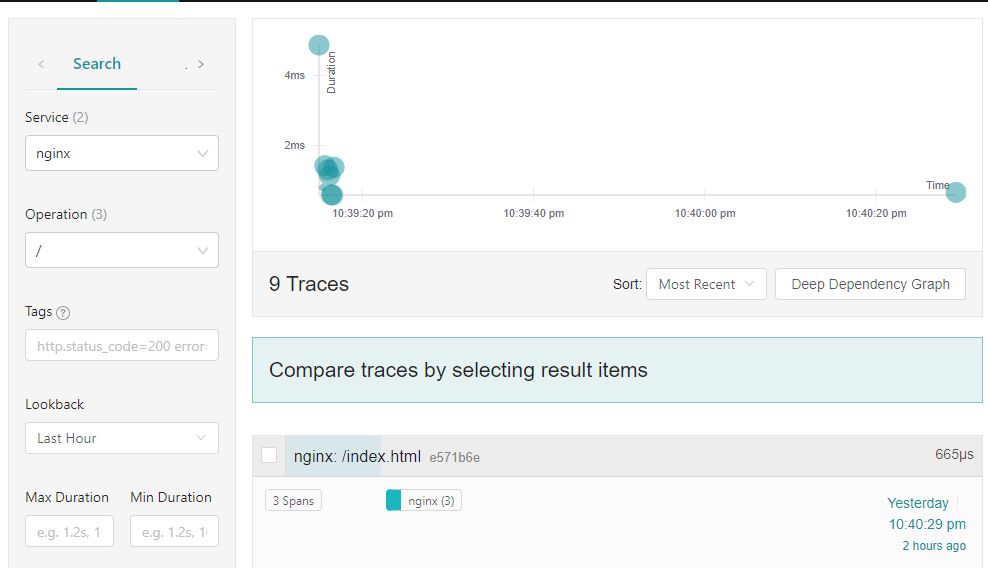 Search
Service (2)
nginx
Operation (3)
/
Tags ?
http.status_code=200 error=
Lookback
Last Hour
Max Duration Min Duration
e.g. 1.2s, 1 e.g. 1.2s, 1
Duration
4ms
2ms
Time
10:39:20 pm 10:39:40 pm 10:40:00 pm 10:40:20 pm
9 Traces
Sort: Most Recent Deep Dependency Graph
Compare traces by selecting result items
nginx: /index.html e571b6e 665μs
3 Spans nginx (3) Yesterday
10:40:29 pm
2 hours ago